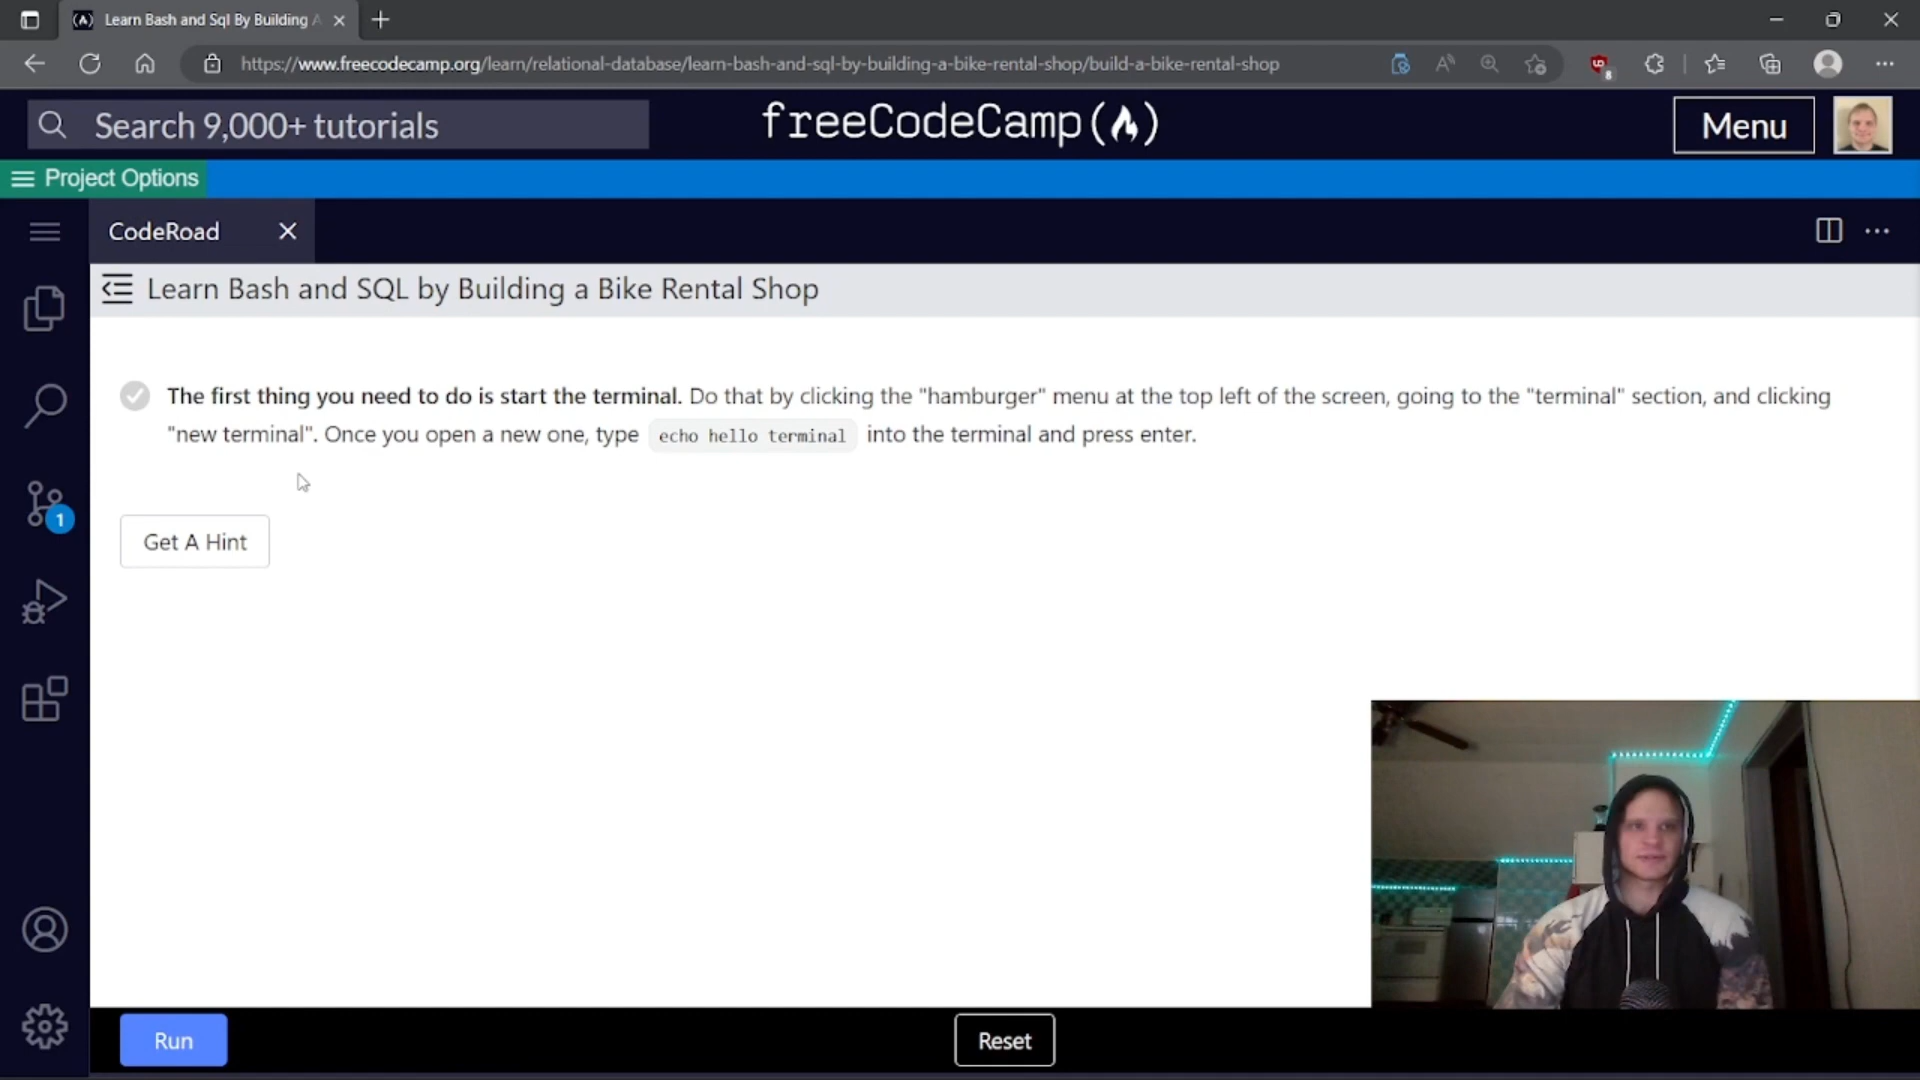 Learn Bash and Sql By Building A
https://www.freecodecamp.org/learn/relational-database/learn-bash-and-sql-by-building-a-bike-rental-shop/build-a-bike-rental-shop
8
Search 9,000+ tutorials
freeCodeCamp(🔥)
Menu
Project Options
CodeRoad
Learn Bash and SQL by Building a Bike Rental Shop
The first thing you need to do is start the terminal. Do that by clicking the "hamburger" menu at the top left of the screen, going to the "terminal" section, and clicking
"new terminal". Once you open a new one, type echo hello terminal into the terminal and press enter.
1
Get A Hint
Run
Reset